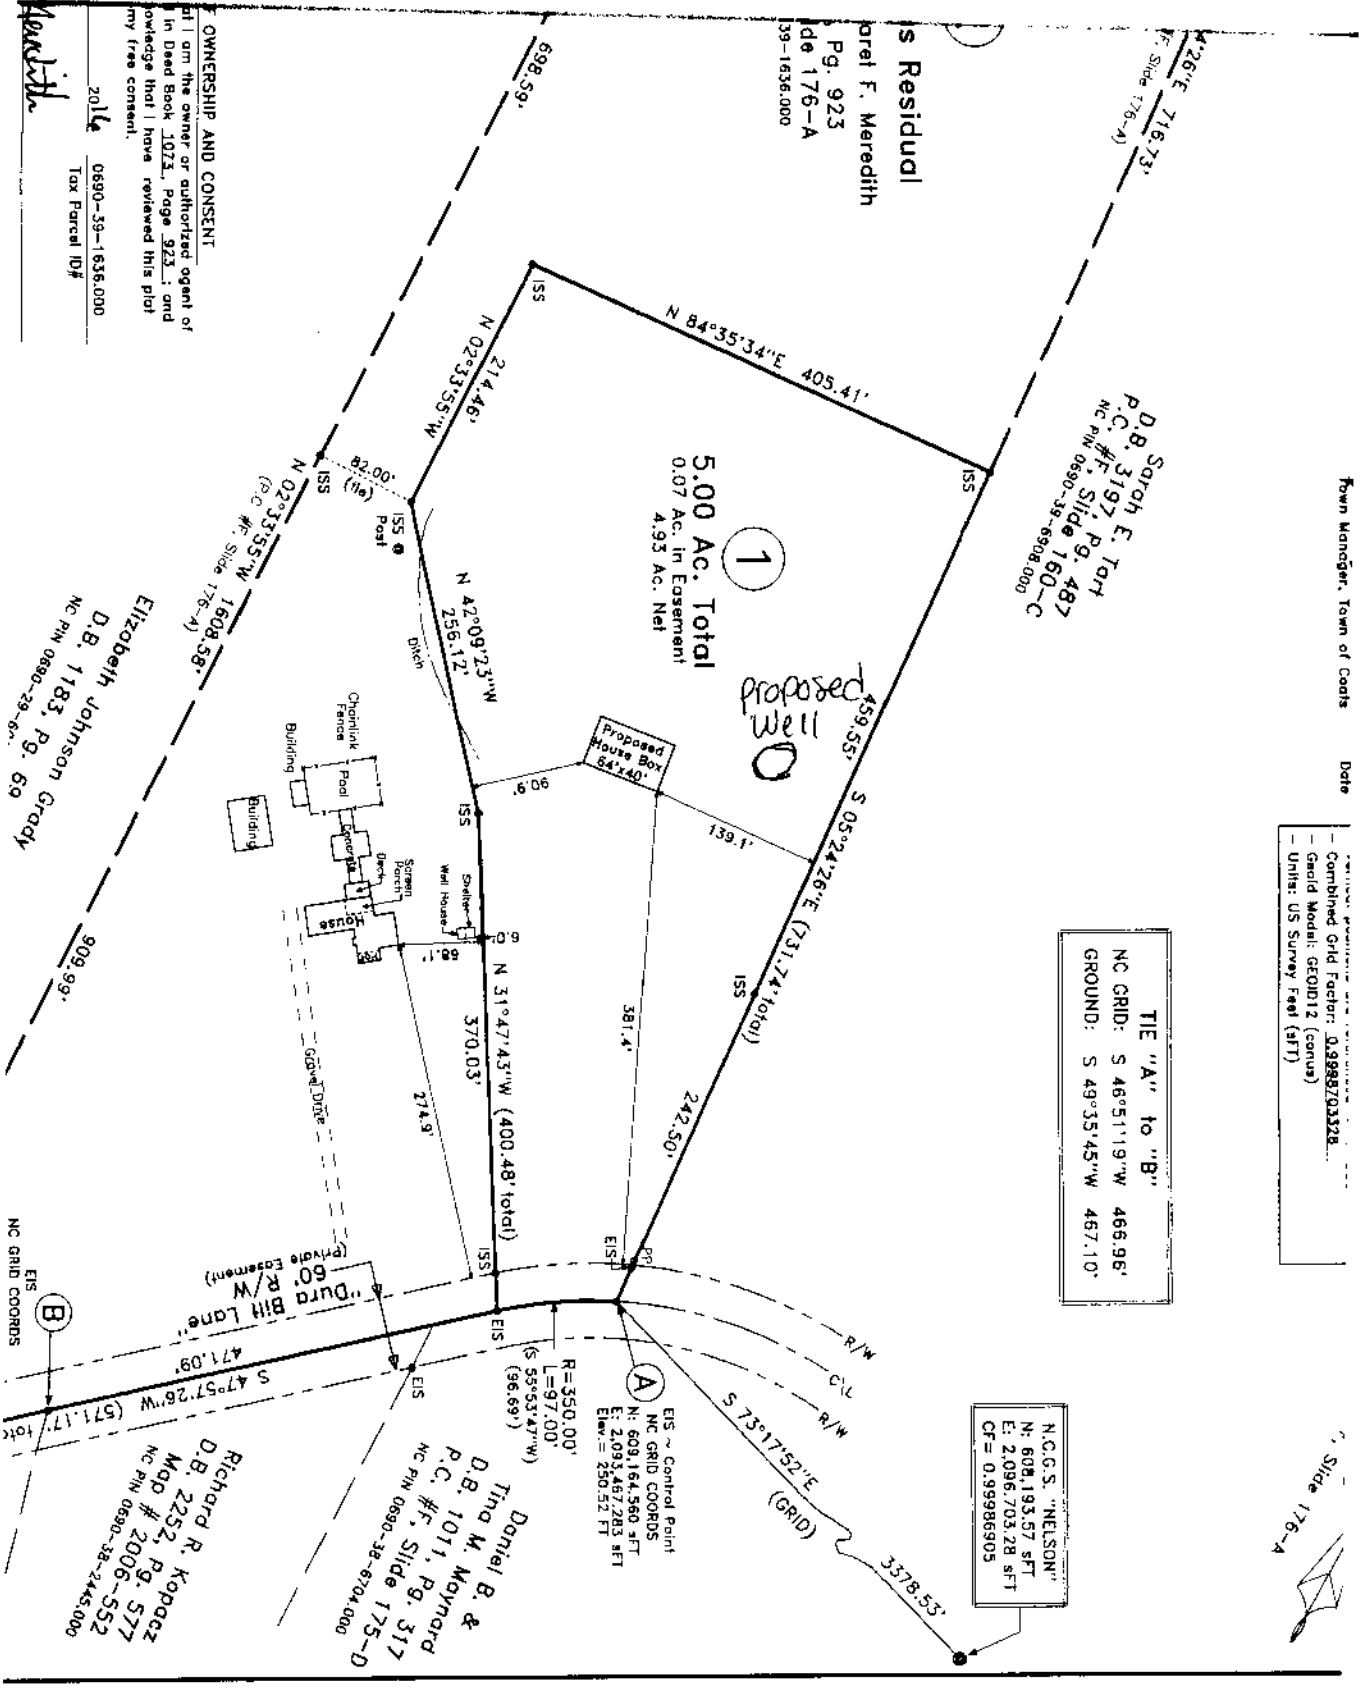 Town Manager, Town of Coats Date
- Combined Grid Factor: 0.9998703328
- Geoid Model: GEOID12 (conus)
- Units: US Survey Feet (sFT)
4°26'E 716.73'
#F, Slide 176-A)
s Residual
aret F. Meredith
Pg. 923
de 176-A
39-1636.000
698.59'
OWNERSHIP AND CONSENT
at I am the owner or authorized agent of
in Deed Book 1073, Page 923; and
owledge that I have reviewed this plat
my free consent.
Meredith
2016
0690-39-1636.000
Tax Parcel ID#
Sarah E. Tart
D.B. 3197, Pg. 487
P.C. #F, Slide 160-C
NC PIN 0690-39-6908.000
TIE "A" to "B"
NC GRID: S 46°51'19"W 466.96'
GROUND: S 49°35'45"W 467.10'
, Slide 176-A
ISS
N 84°35'34"E 405.41'
ISS
N 02°33'55"W
214.46'
82.00'
(tie)
ISS
ISS @
Post
N 02°33'55"W 1608.58'
(P.C. #F, Slide 176-A)
909.99'
Elizabeth Johnson Grady
D.B. 1183, Pg. 69
NC PIN 0690-29-6
1
5.00 Ac. Total
0.07 Ac. in Easement
4.93 Ac. Net
proposed
well
Proposed
House Box
64'x40'
459.55'
S 05°24'26"E (731.74' total)
ISS
242.50'
139.1'
90.9'
381.4'
N 42°09'23"W
256.12'
Ditch
ISS
Chainlink
Fence
Pool
Building
Building
Concrete
Deck
Screen
Porch
House
Shelter
Well House
6.0'
68.1'
N 31°47'43"W (400.48' total)
370.03'
274.9'
Gravel Drive
ISS
EIS
PP
EIS
"Dura Bilt Lane"
60' R/W
(Private Easement)
R/W
C\L
R/W
A
EIS ~ Control Point
NC GRID COORDS
N: 609,164.560 sFT
E: 2,093,467.283 sFT
Elev.= 250.52 FT
R=350.00'
L=97.00'
(S 55°53'47"W)
(96.69')
EIS
S 73°17'52"E
(GRID)
3378.53'
N.C.G.S. "NELSON"
N: 608,193.57 sFT
E: 2,096,703.28 sFT
CF= 0.99986905
Daniel B. &
Tina M. Maynard
D.B. 1011, Pg. 317
P.C. #F, Slide 175-D
NC PIN 0690-38-6704.000
471.09'
S 47°57'26"W (571.17' tota
B
EIS
NC GRID COORDS
Richard R. Kopacz
D.B. 2252, Pg. 577
Map # 2006-552
NC PIN 0690-38-2445.000